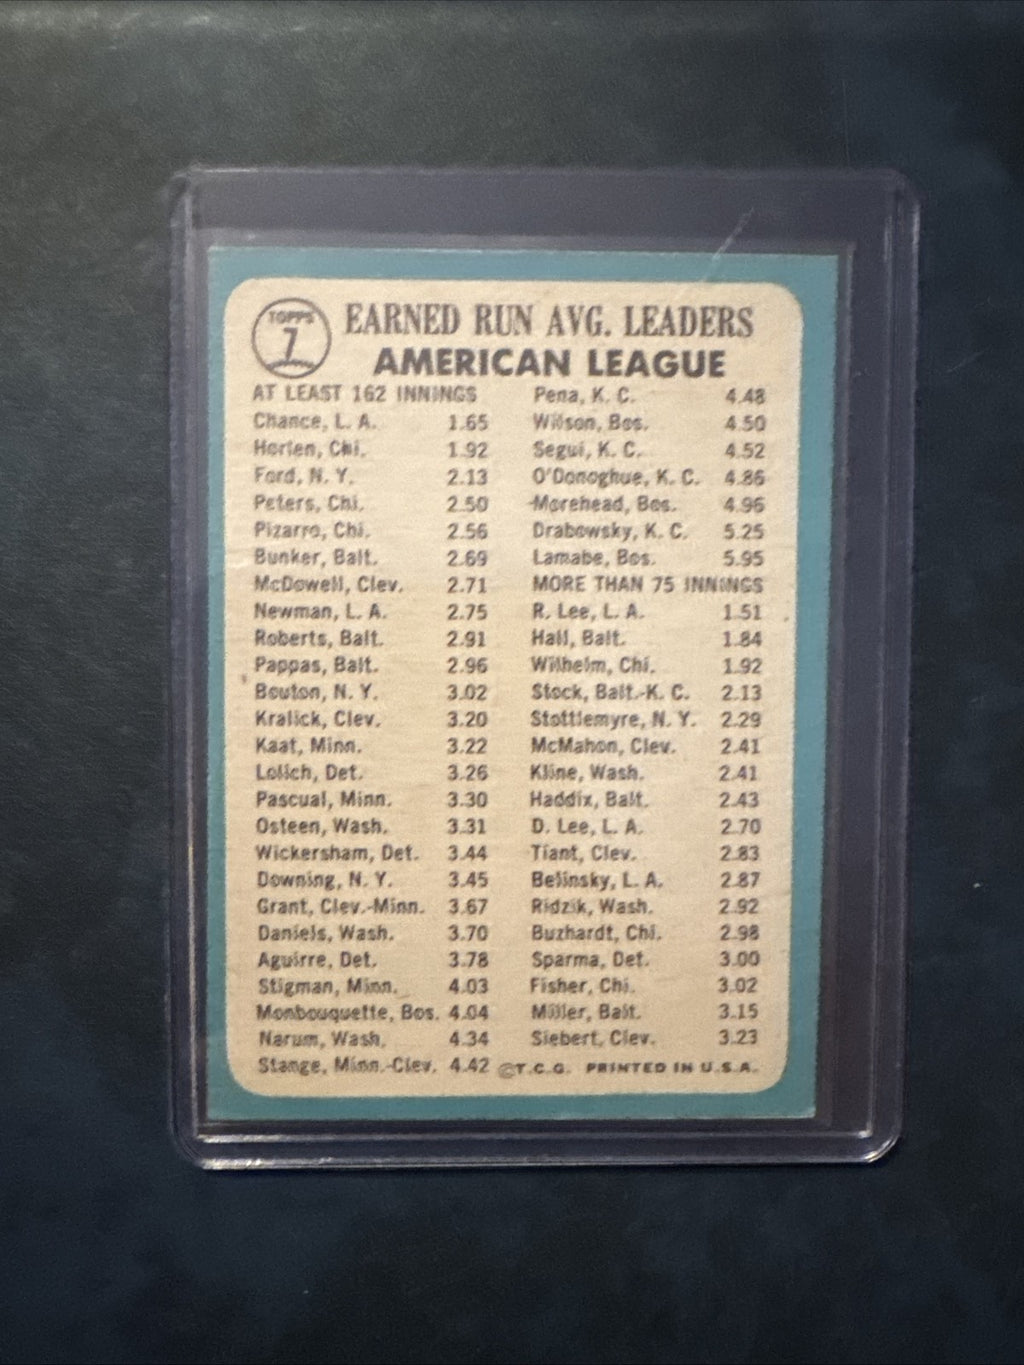 TOPPS
7
EARNED RUN AVG. LEADERS
AMERICAN LEAGUE
AT LEAST 162 INNINGS
Chance, L. A. 1.65
Horlen, Chi. 1.92
Ford, N. Y. 2.13
Peters, Chi. 2.50
Pizarro, Chi. 2.56
Bunker, Balt. 2.69
McDowell, Clev. 2.71
Newman, L. A. 2.75
Roberts, Balt. 2.91
Pappas, Balt. 2.96
Bouton, N. Y. 3.02
Kralick, Clev. 3.20
Kaat, Minn. 3.22
Lolich, Det. 3.26
Pascual, Minn. 3.30
Osteen, Wash. 3.31
Wickersham, Det. 3.44
Downing, N. Y. 3.45
Grant, Clev.-Minn. 3.67
Daniels, Wash. 3.70
Aguirre, Det. 3.78
Stigman, Minn. 4.03
Monbouquette, Bos. 4.04
Narum, Wash. 4.34
Stange, Minn.-Clev. 4.42
Pena, K. C. 4.48
Wilson, Bos. 4.50
Segui, K. C. 4.52
O'Donoghue, K. C. 4.86
Morehead, Bos. 4.96
Drabowsky, K. C. 5.25
Lamabe, Bos. 5.95
MORE THAN 75 INNINGS
R. Lee, L. A. 1.51
Hall, Balt. 1.84
Wilhelm, Chi. 1.92
Stock, Balt.-K. C. 2.13
Stottlemyre, N. Y. 2.29
McMahon, Clev. 2.41
Kline, Wash. 2.41
Haddix, Balt. 2.43
D. Lee, L. A. 2.70
Tiant, Clev. 2.83
Belinsky, L. A. 2.87
Ridzik, Wash. 2.92
Buzhardt, Chi. 2.98
Sparma, Det. 3.00
Fisher, Chi. 3.02
Miller, Balt. 3.15
Siebert, Clev. 3.23
©T.C.G. PRINTED IN U.S.A.